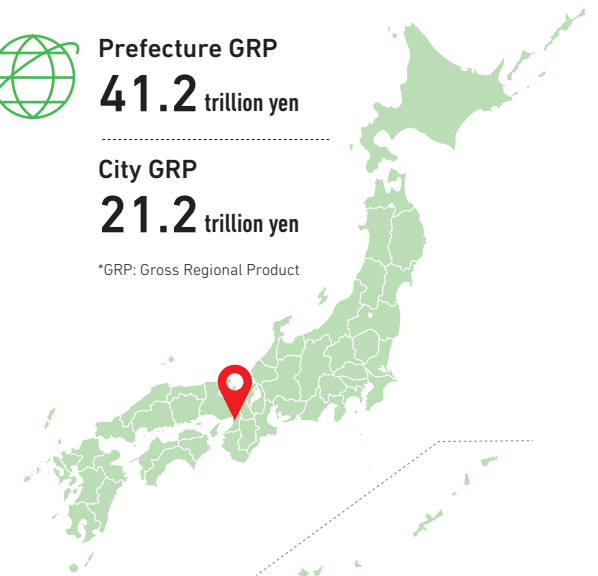 Prefecture GRP
41.2 trillion yen
City GRP
21.2 trillion yen
*GRP: Gross Regional Product